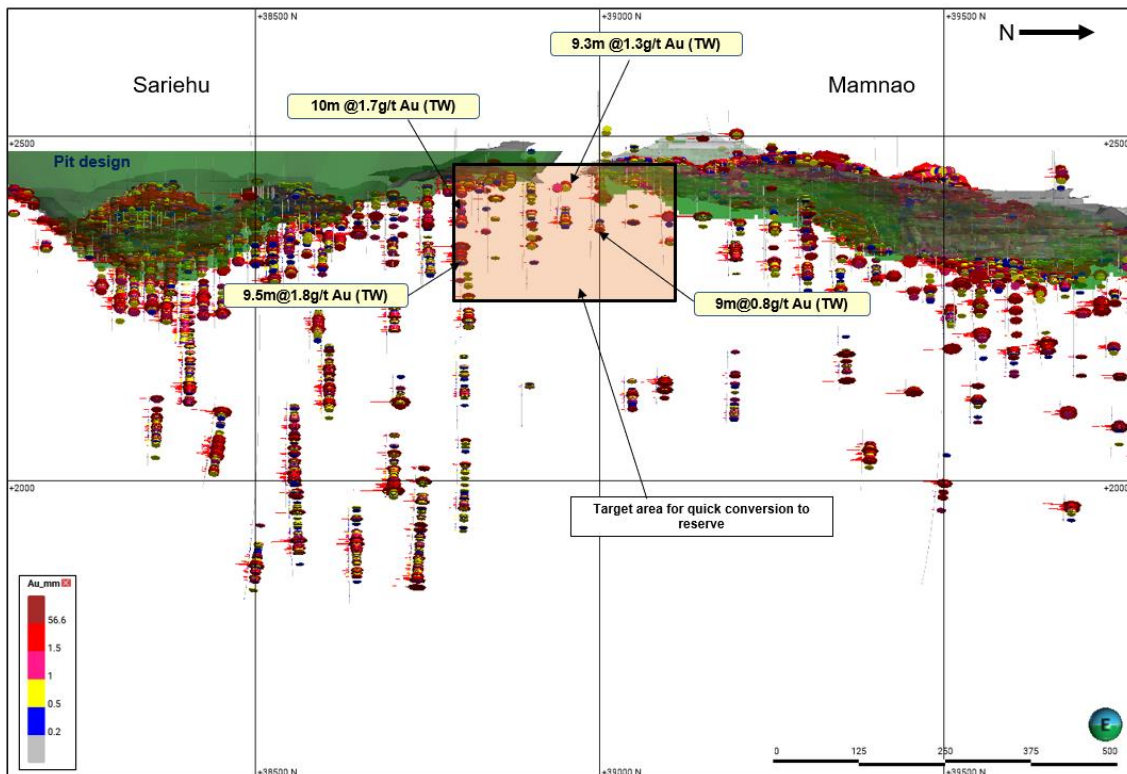 +38500 N
+39000 N
+39500 N
N
9.3m @1.3g/t Au (TW)
Sariehu
Mamnao
10m @1.7g/t Au (TW)
+2500
+2500
Pit design
9.5m@1.8g/t Au (TW)
9m@0.8g/t Au (TW)
+2000
+2000
Target area for quick conversion to
reserve
Au_mm
56.6
1.5
1
0.5
0.2
E
0
125
250
375
500
+38500 N
+39000 N
+39500 N